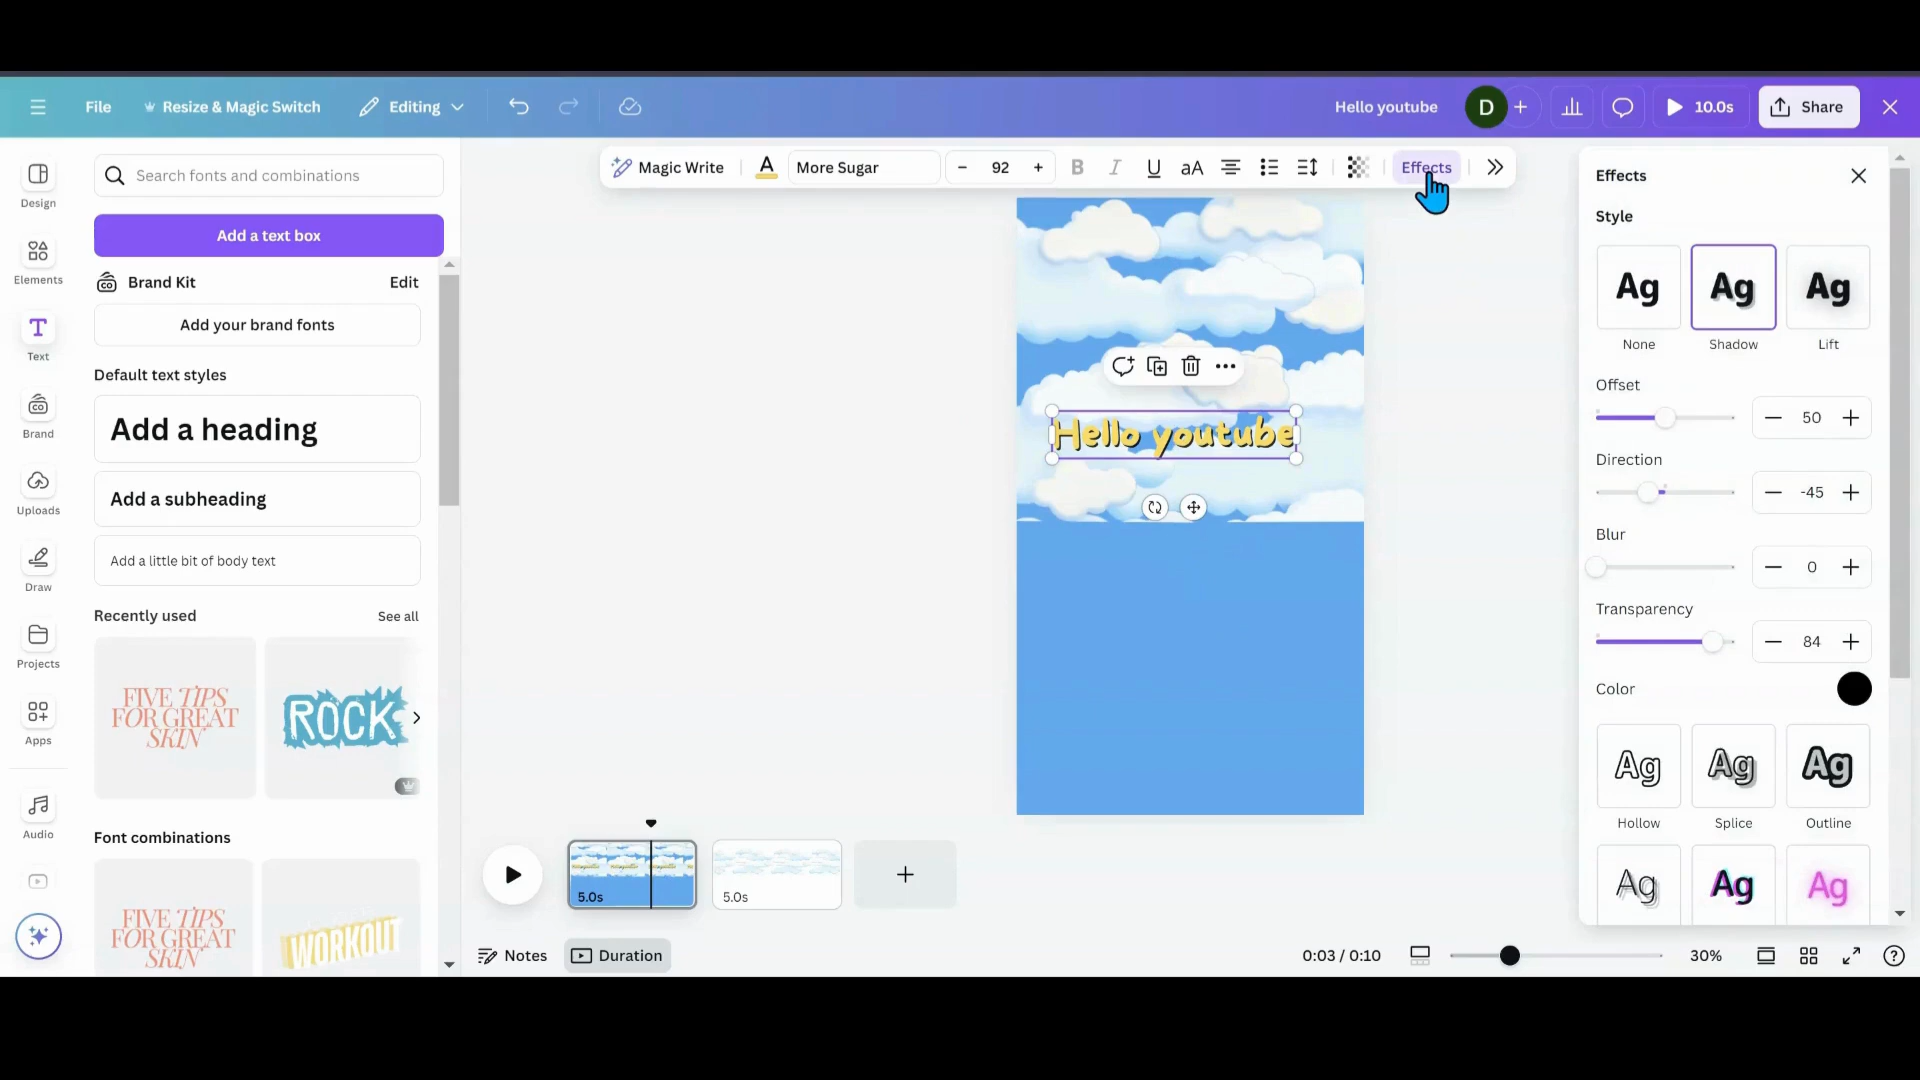 File
Resize & Magic Switch
Editing
Hello youtube
D
10.0s
Share
Design
Elements
Text
Brand
Uploads
Draw
Projects
Apps
Audio
Search fonts and combinations
Add a text box
Brand Kit
Edit
Add your brand fonts
Default text styles
Add a heading
Add a subheading
Add a little bit of body text
Recently used
See all
FIVE TIPS
FOR GREAT
SKIN
ROCK
Font combinations
FIVE TIPS
FOR GREAT
SKIN
WORKOUT
Magic Write
A
More Sugar
– 92 +
B
I
U
aA
Effects
Hello youtube
5.0s
5.0s
Notes
Duration
0:03 / 0:10
30%
Effects
Style
Ag
Ag
Ag
None
Shadow
Lift
Offset
50
Direction
-45
Blur
0
Transparency
84
Color
Ag
Ag
Ag
Hollow
Splice
Outline
Ag
Ag
Ag